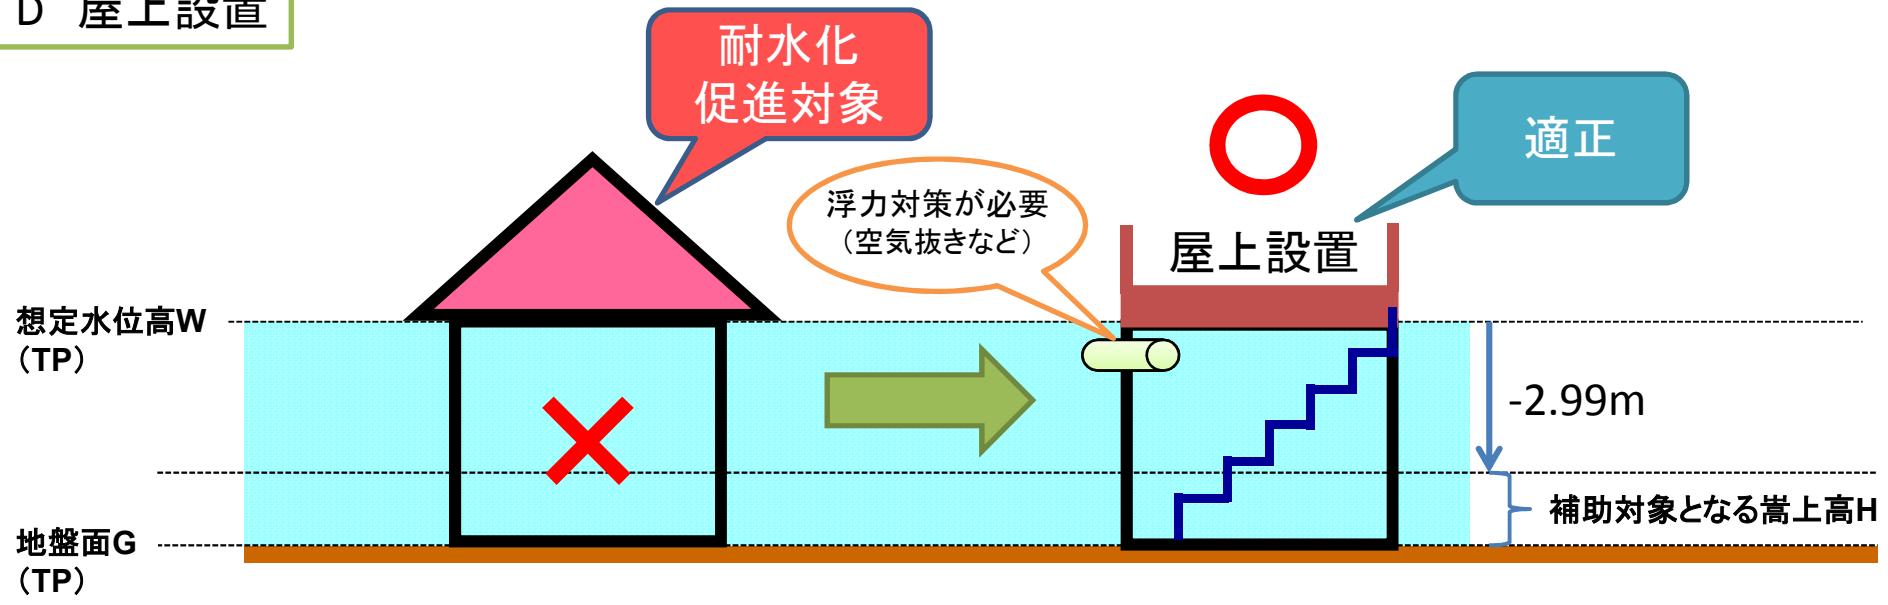 D 屋上設置
耐水化
促進対象
適正
浮力対策が必要
（空気抜きなど）
屋上設置
想定水位高W
（TP）
-2.99m
補助対象となる嵩上高H
地盤面G
（TP）